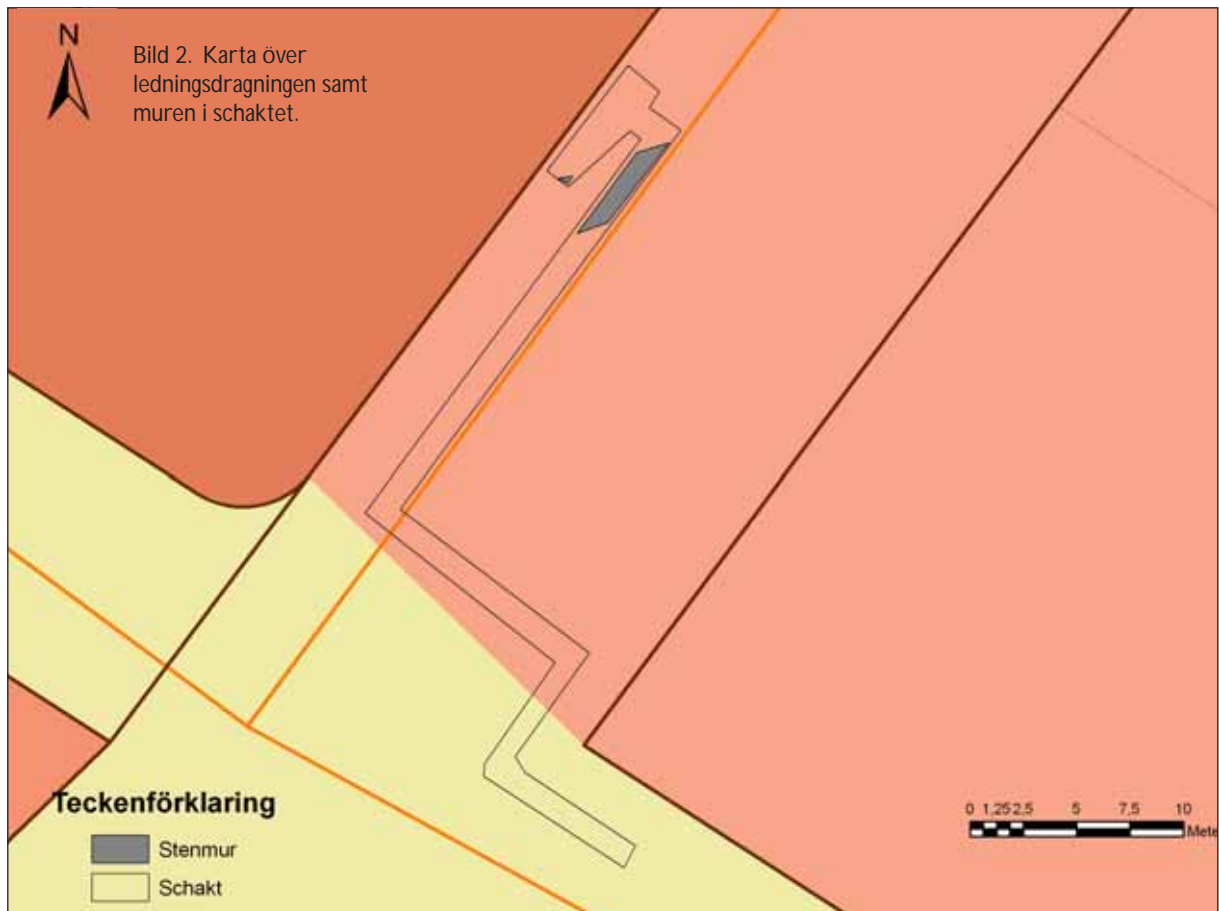 N
Bild 2. Karta över
ledningsdragningen samt
muren i schaktet.
Teckenförklaring
Stenmur
Schakt
0 1,25 2,5 5 7,5 10
Mete